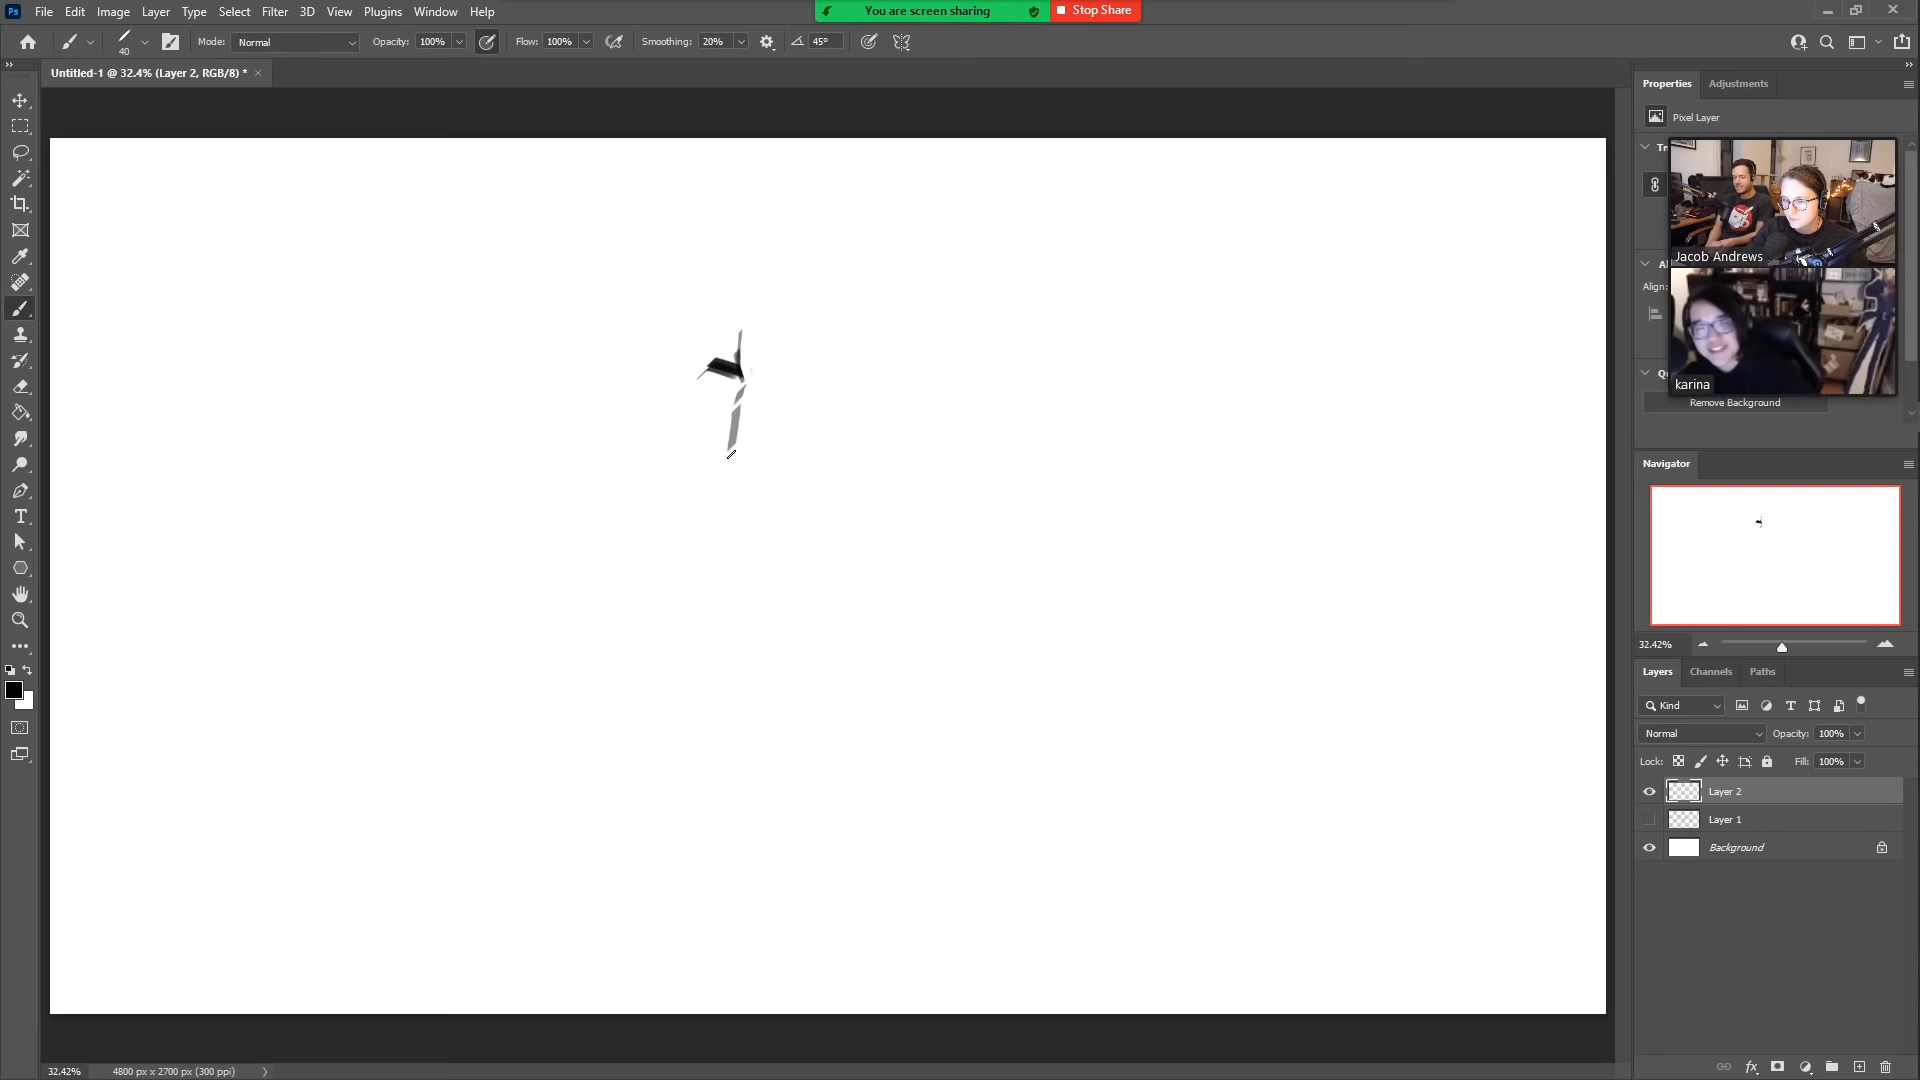 Ps File Edit Image Layer Type Select Filter 3D View Plugins Window Help
You are screen sharing Stop Share
40 Mode: Normal Opacity: 100% Flow: 100% Smoothing: 20% 45°
Untitled-1 @ 32.4% (Layer 2, RGB/8) * ×
Properties Adjustments
Pixel Layer
Tr
Jacob Andrews
Al
Align:
karina
Q
Remove Background
Navigator
32.42%
Layers Channels Paths
Kind
Normal Opacity: 100%
Lock: Fill: 100%
Layer 2
Layer 1
Background
32.42% 4800 px x 2700 px (300 ppi)